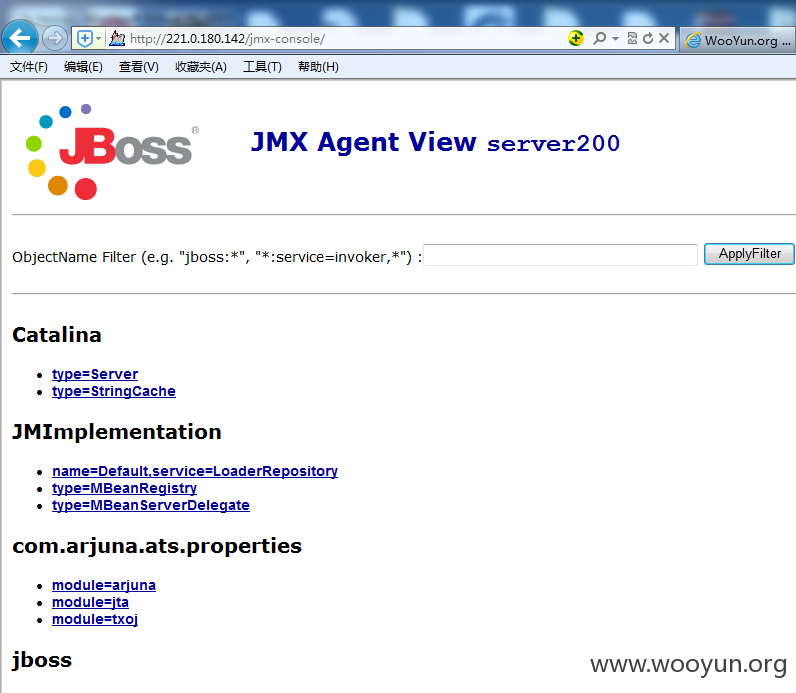 http://221.0.180.142/jmx-console/
WooYun.org ...
文件(F) 编辑(E) 查看(V) 收藏夹(A) 工具(T) 帮助(H)
JBoss®
JMX Agent View server200
ObjectName Filter (e.g. "jboss:*", "*:service=invoker,*") :
ApplyFilter
Catalina
type=Server
type=StringCache
JMImplementation
name=Default,service=LoaderRepository
type=MBeanRegistry
type=MBeanServerDelegate
com.arjuna.ats.properties
module=arjuna
module=jta
module=txoj
jboss
www.wooyun.org